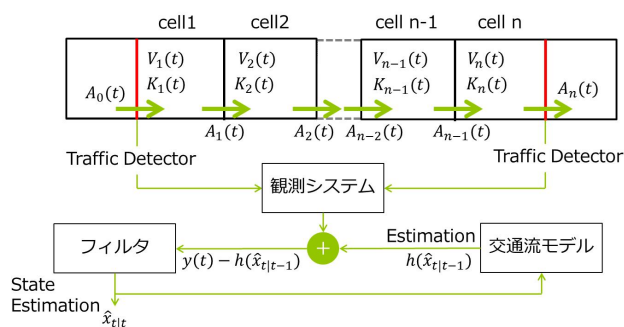 cell1 cell2 cell n-1 cell n
V₁(t) V₂(t) Vₙ₋₁(t) Vₙ(t)
A₀(t) K₁(t) K₂(t) Kₙ₋₁(t) Kₙ(t) Aₙ(t)
A₁(t) A₂(t) Aₙ₋₂(t) Aₙ₋₁(t)
Traffic Detector Traffic Detector
観測システム
フィルタ y(t) − h(x̂ₜ|ₜ₋₁) + Estimation h(x̂ₜ|ₜ₋₁) 交通流モデル
State
Estimation
x̂ₜ|ₜ